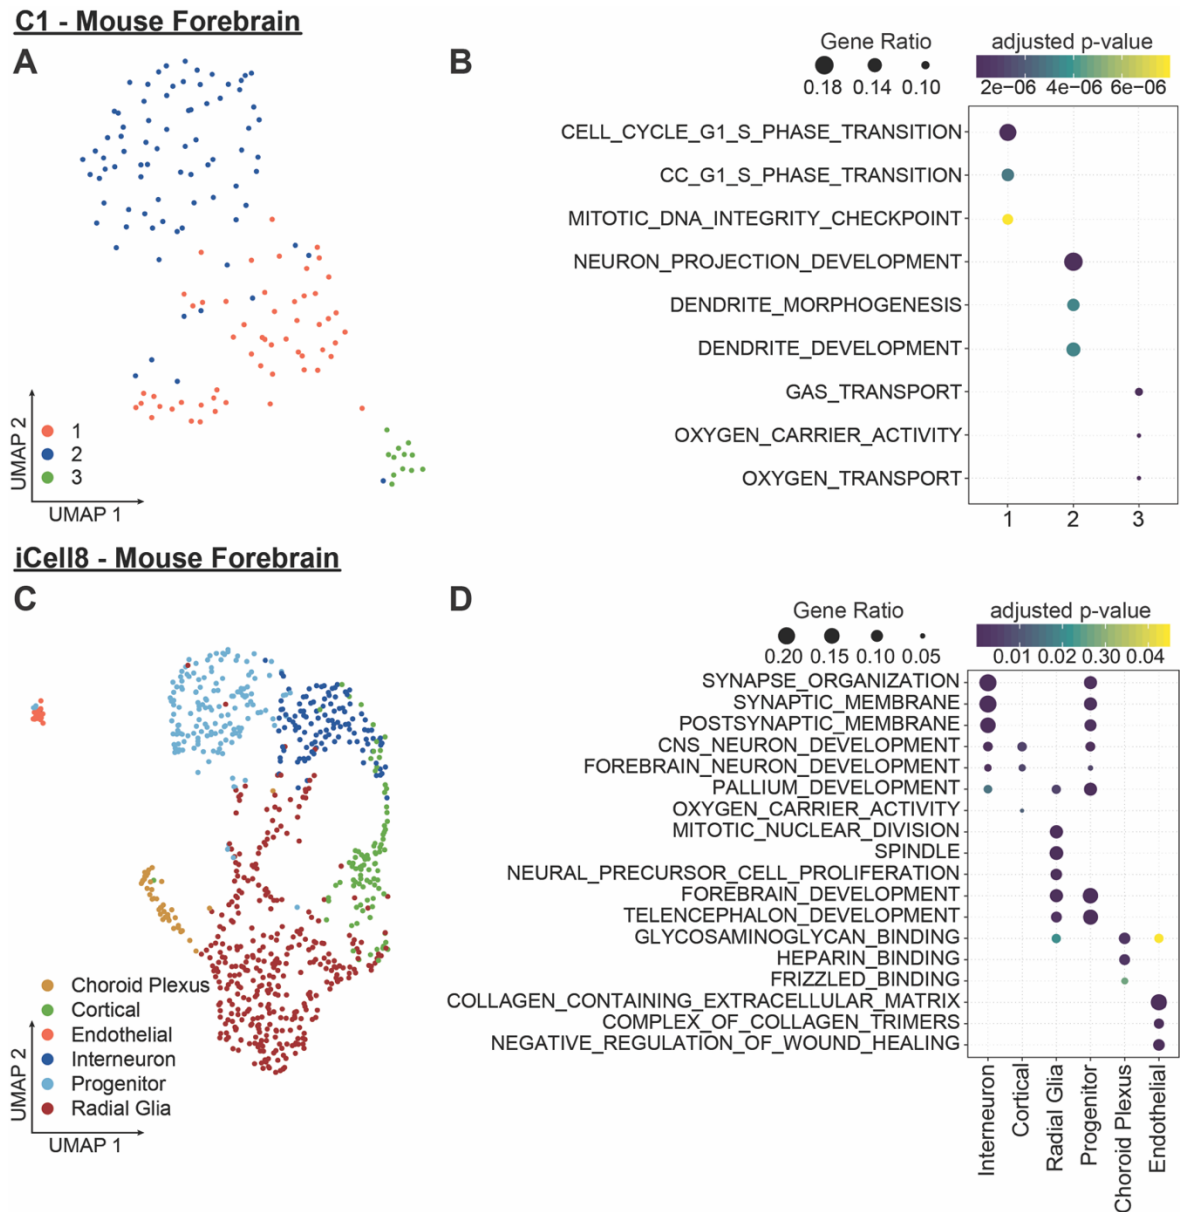 C1 - Mouse Forebrain
A
UMAP 2
1
2
3
UMAP 1
B
Gene Ratio
0.18 0.14 0.10
adjusted p-value
2e−06 4e−06 6e−06
CELL_CYCLE_G1_S_PHASE_TRANSITION
CC_G1_S_PHASE_TRANSITION
MITOTIC_DNA_INTEGRITY_CHECKPOINT
NEURON_PROJECTION_DEVELOPMENT
DENDRITE_MORPHOGENESIS
DENDRITE_DEVELOPMENT
GAS_TRANSPORT
OXYGEN_CARRIER_ACTIVITY
OXYGEN_TRANSPORT
1 2 3
iCell8 - Mouse Forebrain
C
Choroid Plexus
Cortical
Endothelial
Interneuron
Progenitor
Radial Glia
UMAP 2
UMAP 1
D
Gene Ratio
0.20 0.15 0.10 0.05
adjusted p-value
0.01 0.02 0.30 0.04
SYNAPSE_ORGANIZATION
SYNAPTIC_MEMBRANE
POSTSYNAPTIC_MEMBRANE
CNS_NEURON_DEVELOPMENT
FOREBRAIN_NEURON_DEVELOPMENT
PALLIUM_DEVELOPMENT
OXYGEN_CARRIER_ACTIVITY
MITOTIC_NUCLEAR_DIVISION
SPINDLE
NEURAL_PRECURSOR_CELL_PROLIFERATION
FOREBRAIN_DEVELOPMENT
TELENCEPHALON_DEVELOPMENT
GLYCOSAMINOGLYCAN_BINDING
HEPARIN_BINDING
FRIZZLED_BINDING
COLLAGEN_CONTAINING_EXTRACELLULAR_MATRIX
COMPLEX_OF_COLLAGEN_TRIMERS
NEGATIVE_REGULATION_OF_WOUND_HEALING
Interneuron
Cortical
Radial Glia
Progenitor
Choroid Plexus
Endothelial